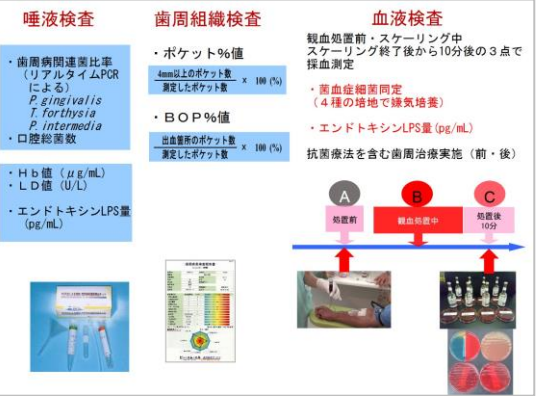 唾液検査
・歯周病関連菌比率
（リアルタイムPCR
による）
P. gingivalis
T. forthysia
P. intermedia
・口腔総菌数
・Ｈｂ値（μg/mL）
・ＬＤ値（U/L）
・エンドトキシンLPS量
(pg/mL)
歯周組織検査
・ポケット％値
4mm以上のポケット数
測定したポケット数
× 100 (%)
・ＢＯＰ％値
出血箇所のポケット数
測定したポケット数
× 100 (%)
血液検査
観血処置前・スケーリング中
スケーリング終了後から10分後の３点で
採血測定
・菌血症細菌同定
（４種の培地で嫌気培養）
・エンドトキシンLPS量(pg/mL)
抗菌療法を含む歯周治療実施（前・後）
A
B
C
処置前
観血処置中
処置後
10分